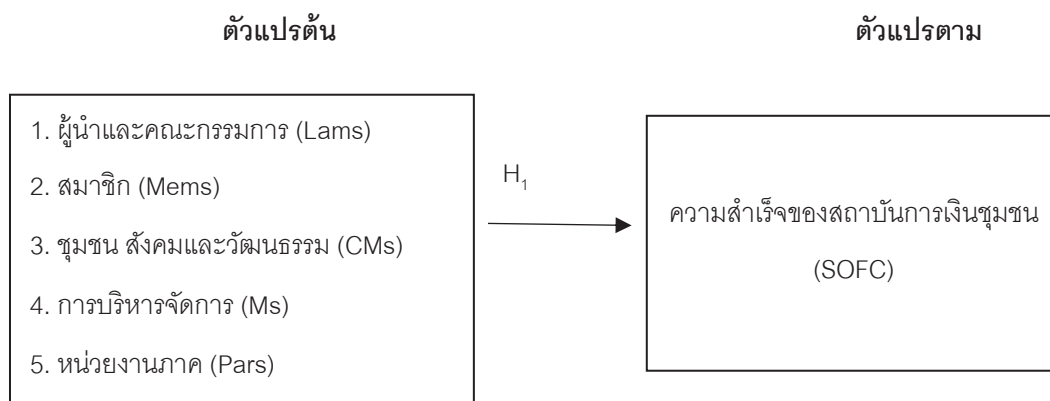 ตัวแปรต้น
ตัวแปรตาม
1. ผู้นำและคณะกรรมการ (Lams)
2. สมาชิก (Mems)
3. ชุมชน สังคมและวัฒนธรรม (CMs)
4. การบริหารจัดการ (Ms)
5. หน่วยงานภาค (Pars)
H₁
ความสำเร็จของสถาบันการเงินชุมชน
(SOFC)